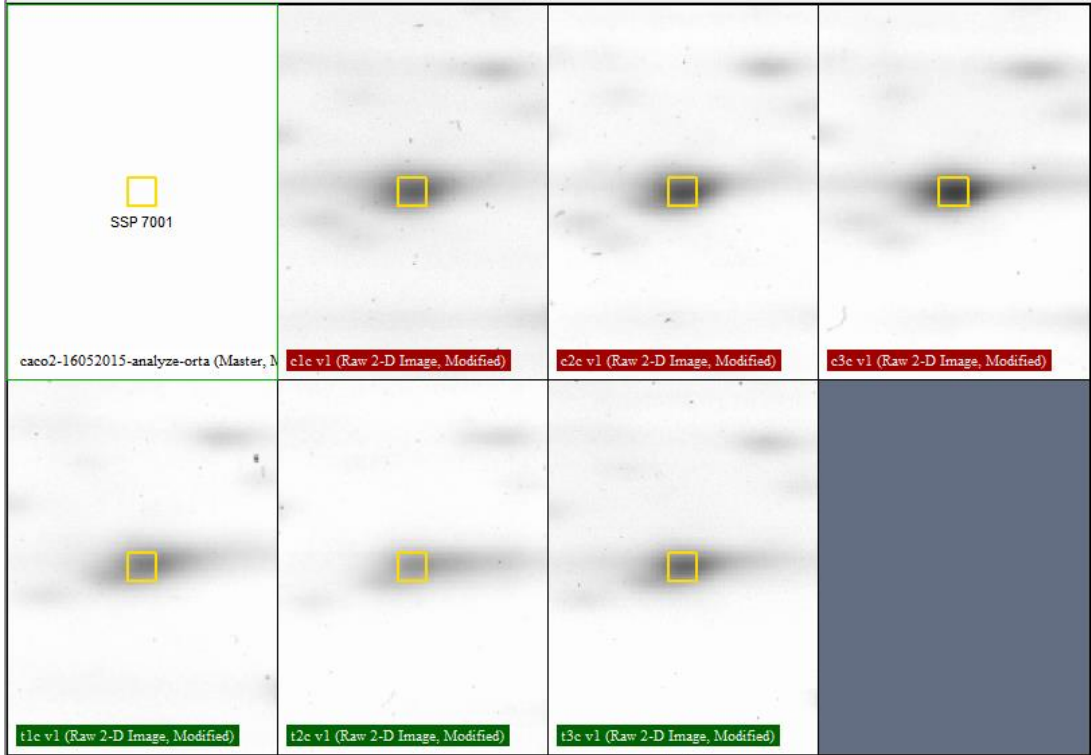 SSP 7001
caco2-16052015-analyze-orta (Master, M
c1c v1 (Raw 2-D Image, Modified)
c2c v1 (Raw 2-D Image, Modified)
c3c v1 (Raw 2-D Image, Modified)
t1c v1 (Raw 2-D Image, Modified)
t2c v1 (Raw 2-D Image, Modified)
t3c v1 (Raw 2-D Image, Modified)